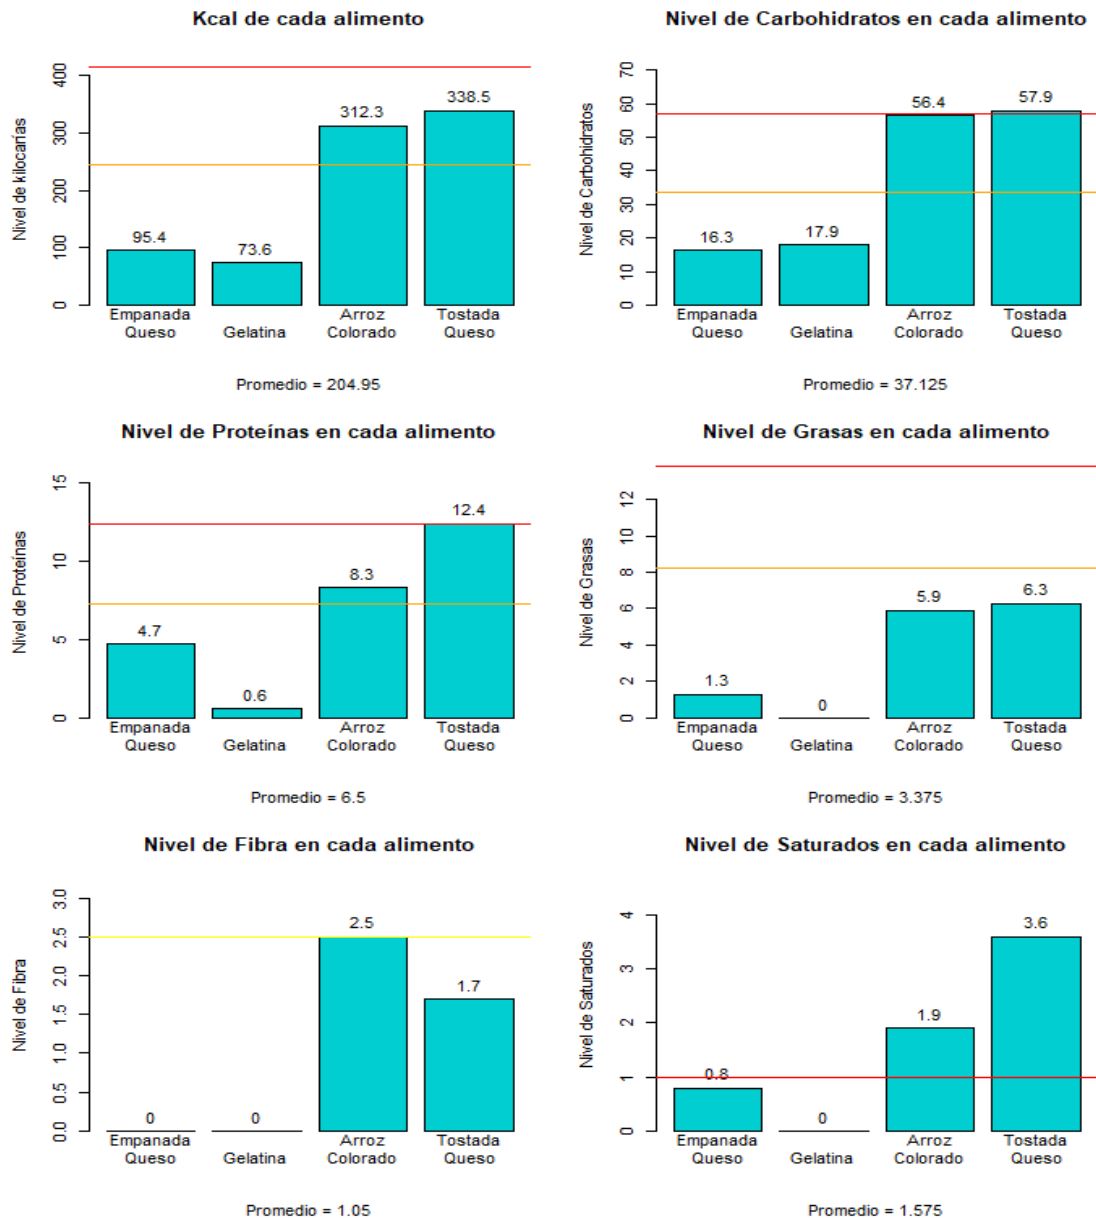 Kcal de cada alimento
Nivel de kilocarías
400
300
200
100
0
95.4
73.6
312.3
338.5
Empanada
Queso
Gelatina
Arroz
Colorado
Tostada
Queso
Promedio = 204.95
Nivel de Carbohidratos en cada alimento
Nivel de Carbohidratos
70
60
50
40
30
20
10
0
16.3
17.9
56.4
57.9
Empanada
Queso
Gelatina
Arroz
Colorado
Tostada
Queso
Promedio = 37.125
Nivel de Proteínas en cada alimento
Nivel de Proteínas
15
10
5
0
4.7
0.6
8.3
12.4
Empanada
Queso
Gelatina
Arroz
Colorado
Tostada
Queso
Promedio = 6.5
Nivel de Grasas en cada alimento
Nivel de Grasas
12
10
8
6
4
2
0
1.3
0
5.9
6.3
Empanada
Queso
Gelatina
Arroz
Colorado
Tostada
Queso
Promedio = 3.375
Nivel de Fibra en cada alimento
Nivel de Fibra
3.0
2.5
2.0
1.5
1.0
0.5
0.0
0
0
2.5
1.7
Empanada
Queso
Gelatina
Arroz
Colorado
Tostada
Queso
Promedio = 1.05
Nivel de Saturados en cada alimento
Nivel de Saturados
4
3
2
1
0
0.8
0
1.9
3.6
Empanada
Queso
Gelatina
Arroz
Colorado
Tostada
Queso
Promedio = 1.575